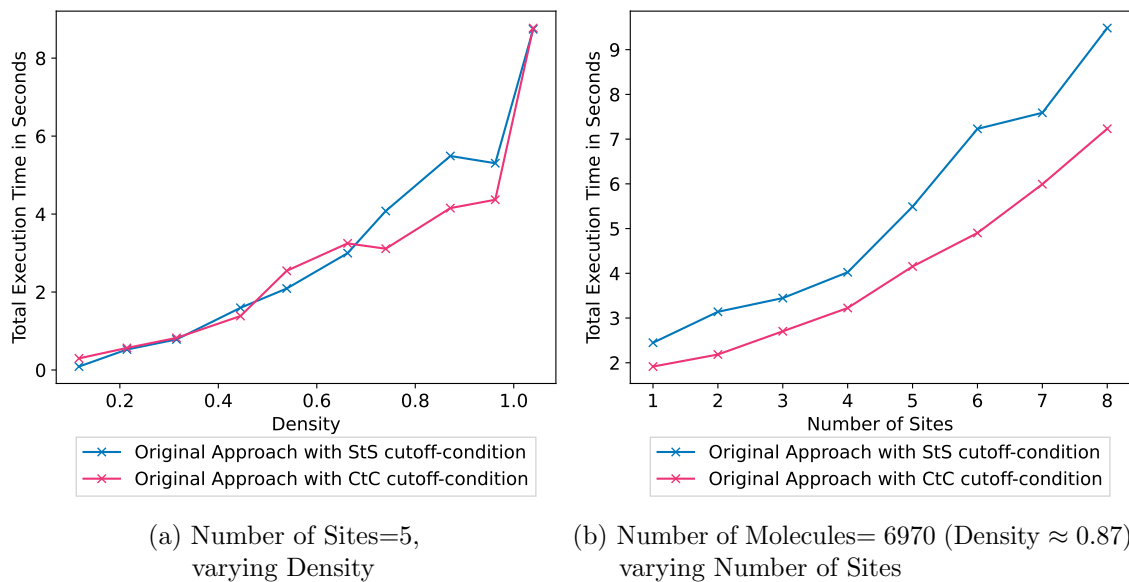 Total Execution Time in Seconds
8
6
4
2
0
0.2 0.4 0.6 0.8 1.0
Density
Original Approach with StS cutoff-condition
Original Approach with CtC cutoff-condition
(a) Number of Sites=5,
varying Density
Total Execution Time in Seconds
9
8
7
6
5
4
3
2
1 2 3 4 5 6 7 8
Number of Sites
Original Approach with StS cutoff-condition
Original Approach with CtC cutoff-condition
(b) Number of Molecules= 6970 (Density ≈ 0.87)
varying Number of Sites